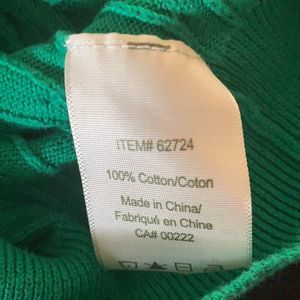 ITEM# 62724
100% Cotton/Coton
Made in China/
Fabriqué en Chine
CA# 00222